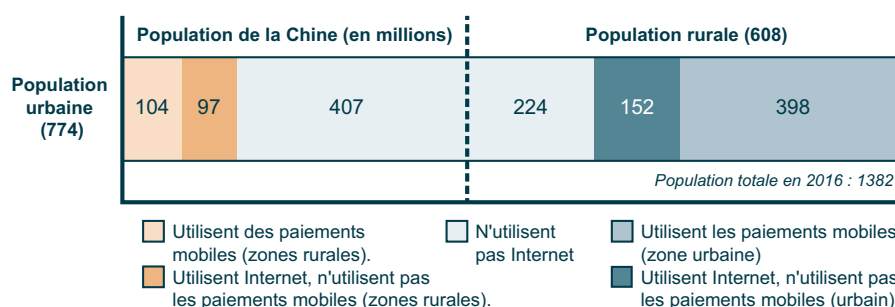 Population de la Chine (en millions)
Population rurale (608)
Population
urbaine
(774)
104
97
407
224
152
398
Population totale en 2016 : 1382
Utilisent des paiements
mobiles (zones rurales).
Utilisent Internet, n'utilisent pas
les paiements mobiles (zones rurales).
N'utilisent
pas Internet
Utilisent les paiements mobiles
(zone urbaine)
Utilisent Internet, n'utilisent pas
les paiements mobiles (urbain)